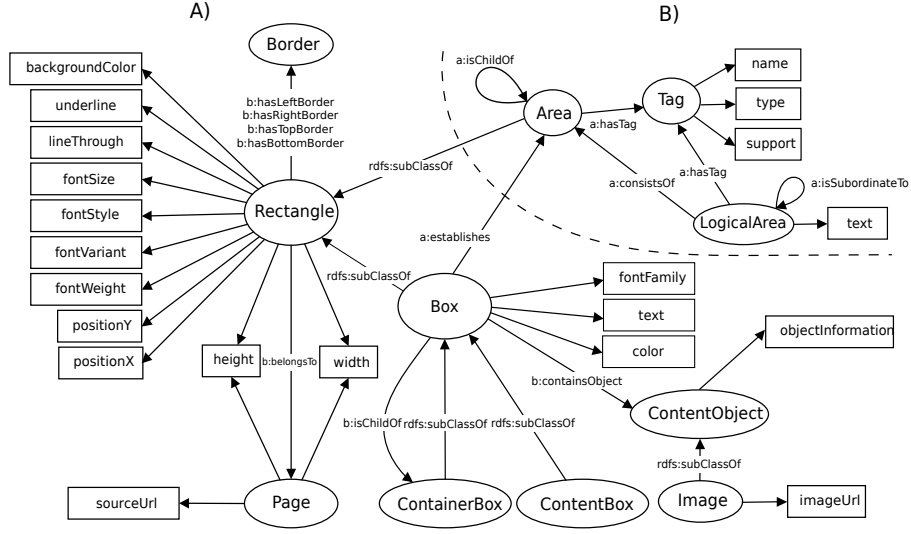 A)
B)
Border
backgroundColor
underline
lineThrough
fontSize
fontStyle
fontVariant
fontWeight
positionY
positionX
b:hasLeftBorder
b:hasRightBorder
b:hasTopBorder
b:hasBottomBorder
Rectangle
rdfs:subClassOf
a:isChildOf
Area
a:hasTag
Tag
name
type
support
a:consistsOf
a:hasTag
a:isSubordinateTo
LogicalArea
text
a:establishes
rdfs:subClassOf
Box
fontFamily
text
color
objectInformation
height
b:belongsTo
width
b:containsObject
ContentObject
b:isChildOf
rdfs:subClassOf
rdfs:subClassOf
rdfs:subClassOf
sourceUrl
Page
ContainerBox
ContentBox
Image
imageUrl